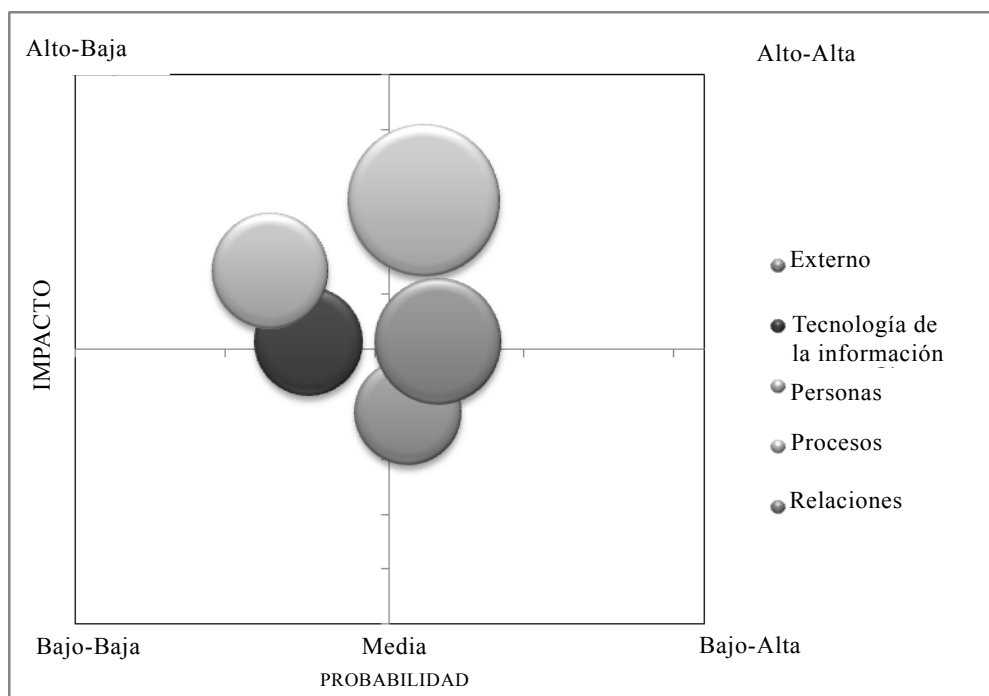 Alto-Baja
Alto-Alta
IMPACTO
Externo
Tecnología de
la información
Personas
Procesos
Relaciones
Bajo-Baja
Media
Bajo-Alta
PROBABILIDAD